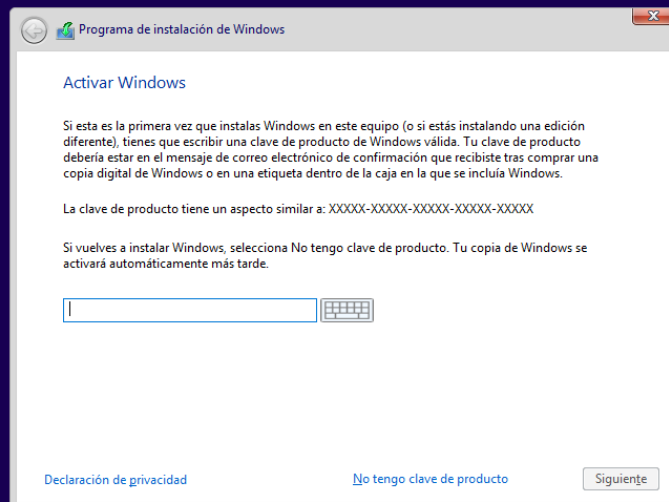 Programa de instalación de Windows
Activar Windows
Si esta es la primera vez que instalas Windows en este equipo (o si estás instalando una edición
diferente), tienes que escribir una clave de producto de Windows válida. Tu clave de producto
debería estar en el mensaje de correo electrónico de confirmación que recibiste tras comprar una
copia digital de Windows o en una etiqueta dentro de la caja en la que se incluía Windows.
La clave de producto tiene un aspecto similar a: XXXXX-XXXXX-XXXXX-XXXXX-XXXXX
Si vuelves a instalar Windows, selecciona No tengo clave de producto. Tu copia de Windows se
activará automáticamente más tarde.
Declaración de privacidad
No tengo clave de producto
Siguiente